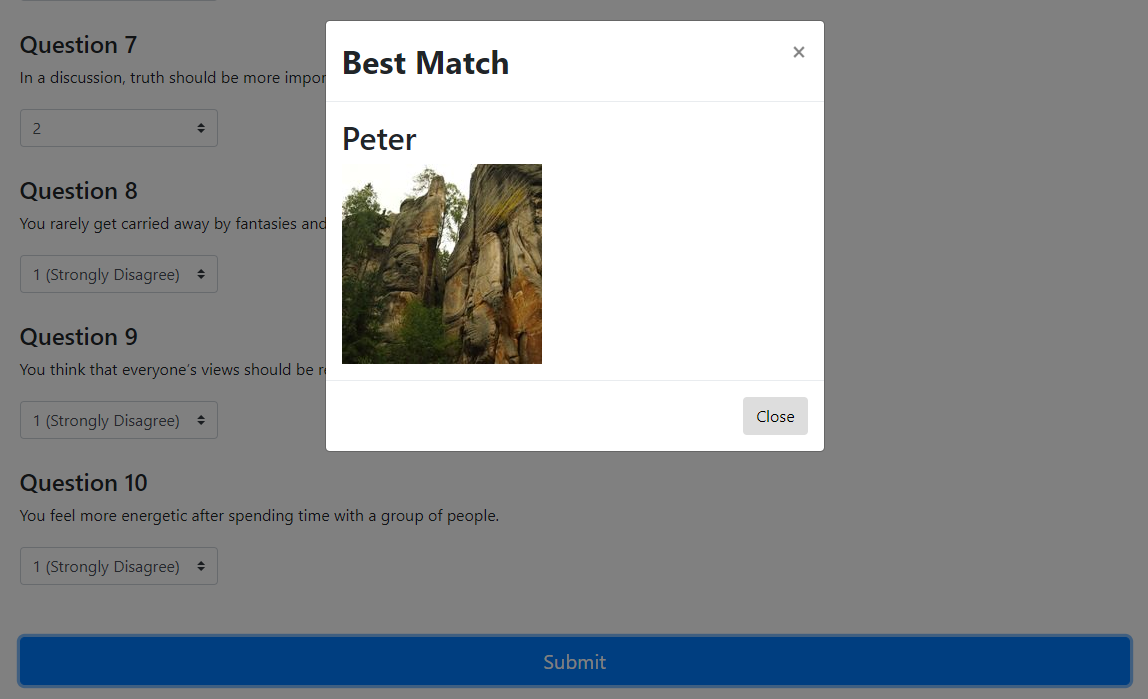 Question 7
In a discussion, truth should be more impor
2
Question 8
You rarely get carried away by fantasies and
1 (Strongly Disagree)
Question 9
You think that everyone's views should be re
1 (Strongly Disagree)
Question 10
You feel more energetic after spending time with a group of people.
1 (Strongly Disagree)
Submit
Best Match
×
Peter
Close